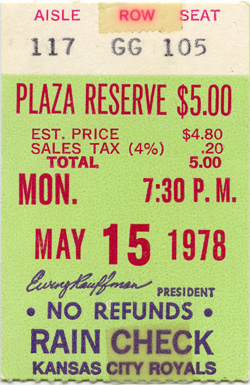 AISLE ROW SEAT
117 GG 105
PLAZA RESERVE $5.00
EST. PRICE $4.80
SALES TAX (4%) .20
TOTAL 5.00
MON. 7:30 P. M.
MAY 15 1978
Ewing Kauffman PRESIDENT
• NO REFUNDS •
RAIN CHECK
KANSAS CITY ROYALS